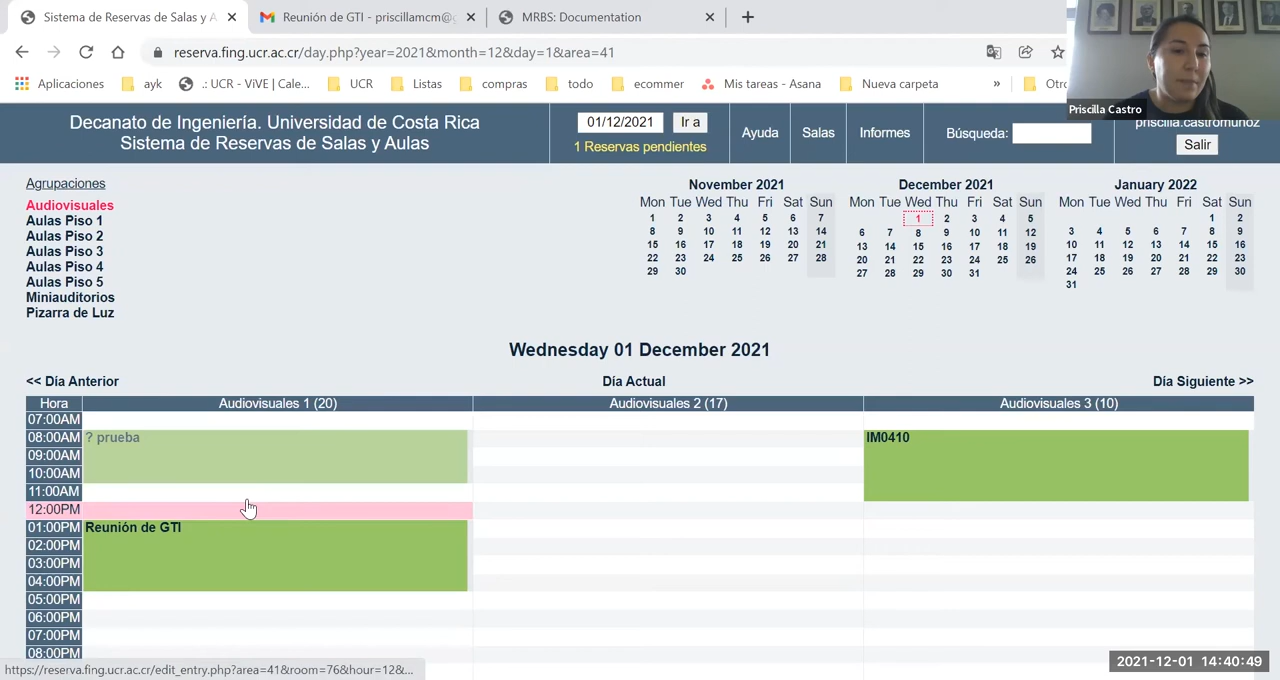 Sistema de Reservas de Salas y A
Reunión de GTI - priscillamcm@g
MRBS: Documentation
reserva.fing.ucr.ac.cr/day.php?year=2021&month=12&day=1&area=41
Aplicaciones
ayk
.: UCR - ViVE | Cale...
UCR
Listas
compras
todo
ecommer
Mis tareas - Asana
Nueva carpeta
»
Otro
Priscilla Castro
Decanato de Ingeniería. Universidad de Costa Rica
Sistema de Reservas de Salas y Aulas
01/12/2021 Ir a
1 Reservas pendientes
Ayuda
Salas
Informes
Búsqueda:
priscilla castromuñoz
Salir
Agrupaciones
Audiovisuales
Aulas Piso 1
Aulas Piso 2
Aulas Piso 3
Aulas Piso 4
Aulas Piso 5
Miniauditorios
Pizarra de Luz
November 2021
Mon Tue Wed Thu Fri Sat Sun
1 2 3 4 5 6 7
8 9 10 11 12 13 14
15 16 17 18 19 20 21
22 23 24 25 26 27 28
29 30
December 2021
Mon Tue Wed Thu Fri Sat Sun
1 2 3 4 5
6 7 8 9 10 11 12
13 14 15 16 17 18 19
20 21 22 23 24 25 26
27 28 29 30 31
January 2022
Mon Tue Wed Thu Fri Sat Sun
1 2
3 4 5 6 7 8 9
10 11 12 13 14 15 16
17 18 19 20 21 22 23
24 25 26 27 28 29 30
31
Wednesday 01 December 2021
<< Día Anterior
Día Actual
Día Siguiente >>
Hora Audiovisuales 1 (20) Audiovisuales 2 (17) Audiovisuales 3 (10)
07:00AM
08:00AM ? prueba IM0410
09:00AM
10:00AM
11:00AM
12:00PM
01:00PM Reunión de GTI
02:00PM
03:00PM
04:00PM
05:00PM
06:00PM
07:00PM
08:00PM
https://reserva.fing.ucr.ac.cr/edit_entry.php?area=41&room=76&hour=12&...
2021-12-01 14:40:49